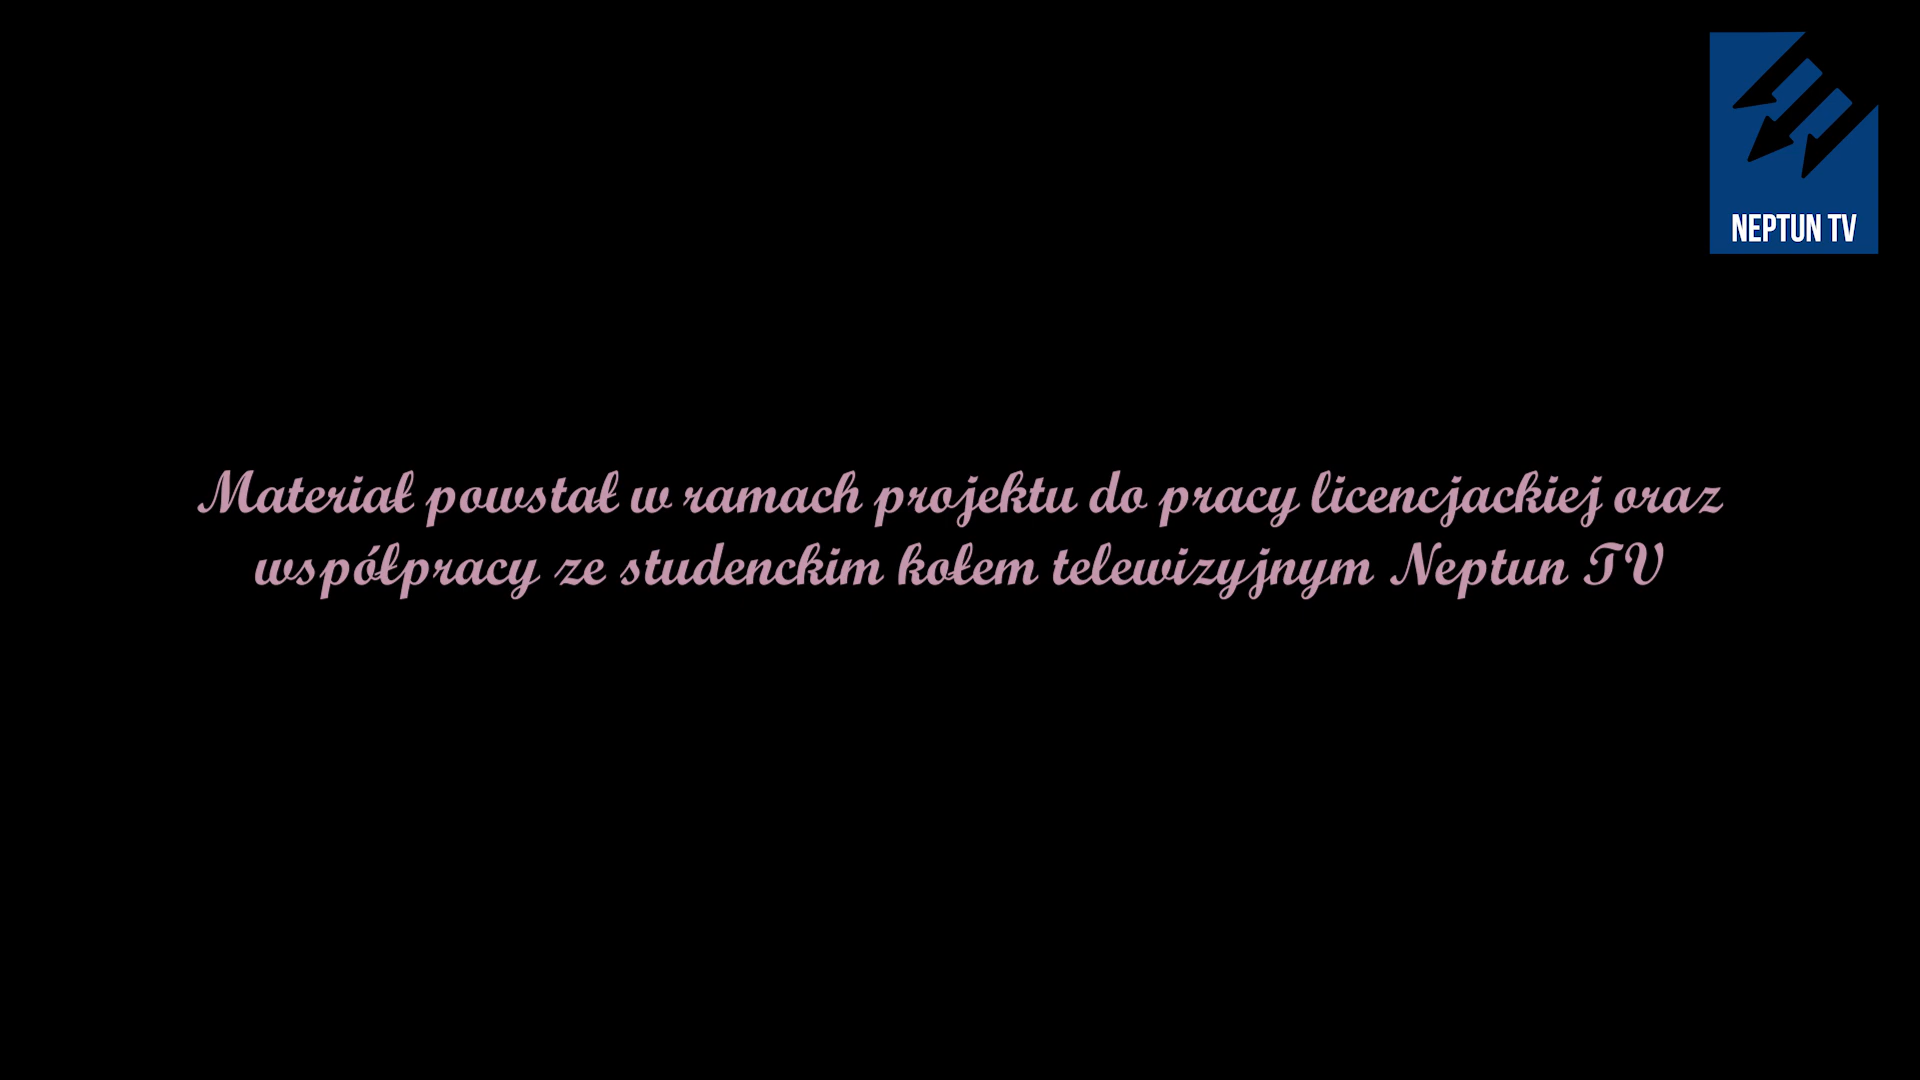 NEPTUN TV
Materiał powstał w ramach projektu do pracy licencjackiej oraz
współpracy ze studenckim kołem telewizyjnym Neptun TV